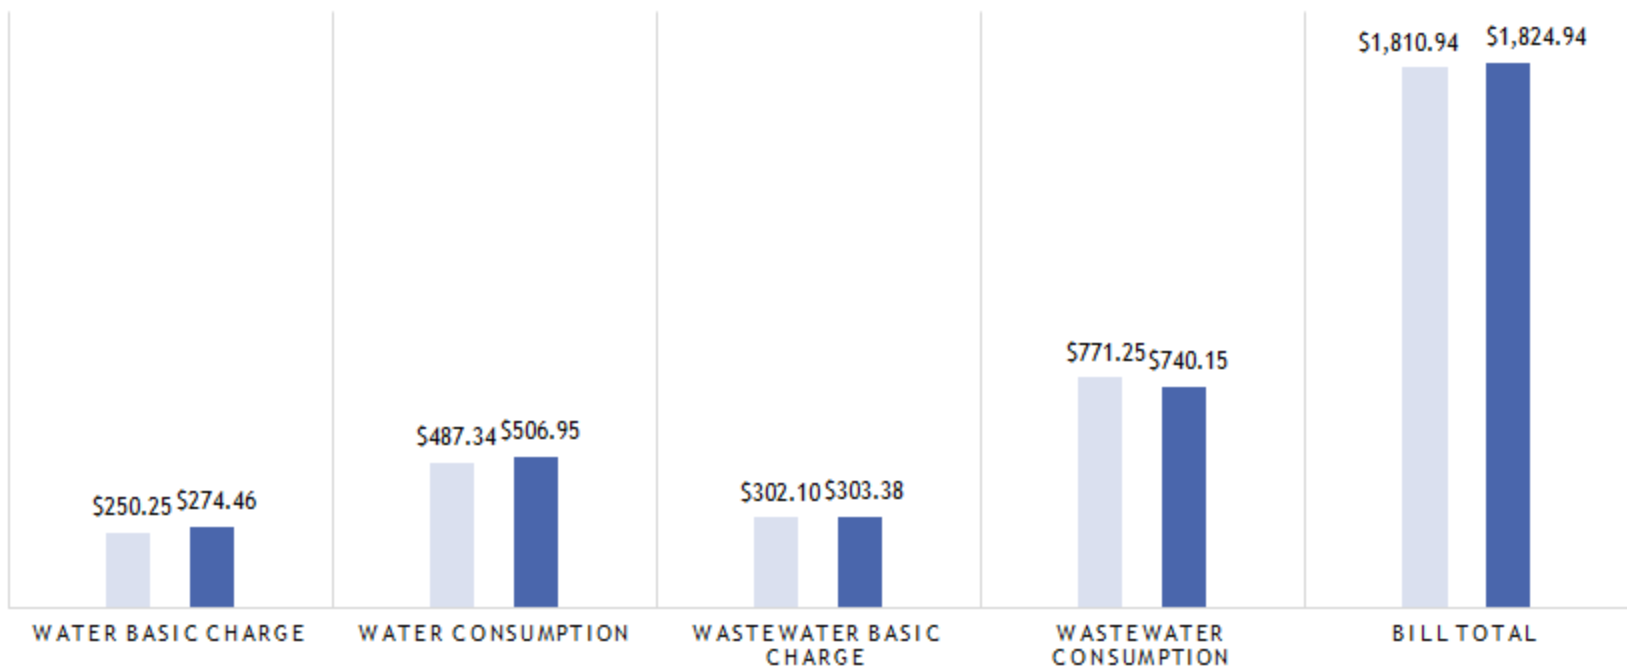 $1,810.94 $1,824.94
$771.25 $740.15
$487.34 $506.95
$302.10 $303.38
$250.25 $274.46
WATER BASIC CHARGE
WATER CONSUMPTION
WASTEWATER BASIC
CHARGE
WASTEWATER
CONSUMPTION
BILL TOTAL